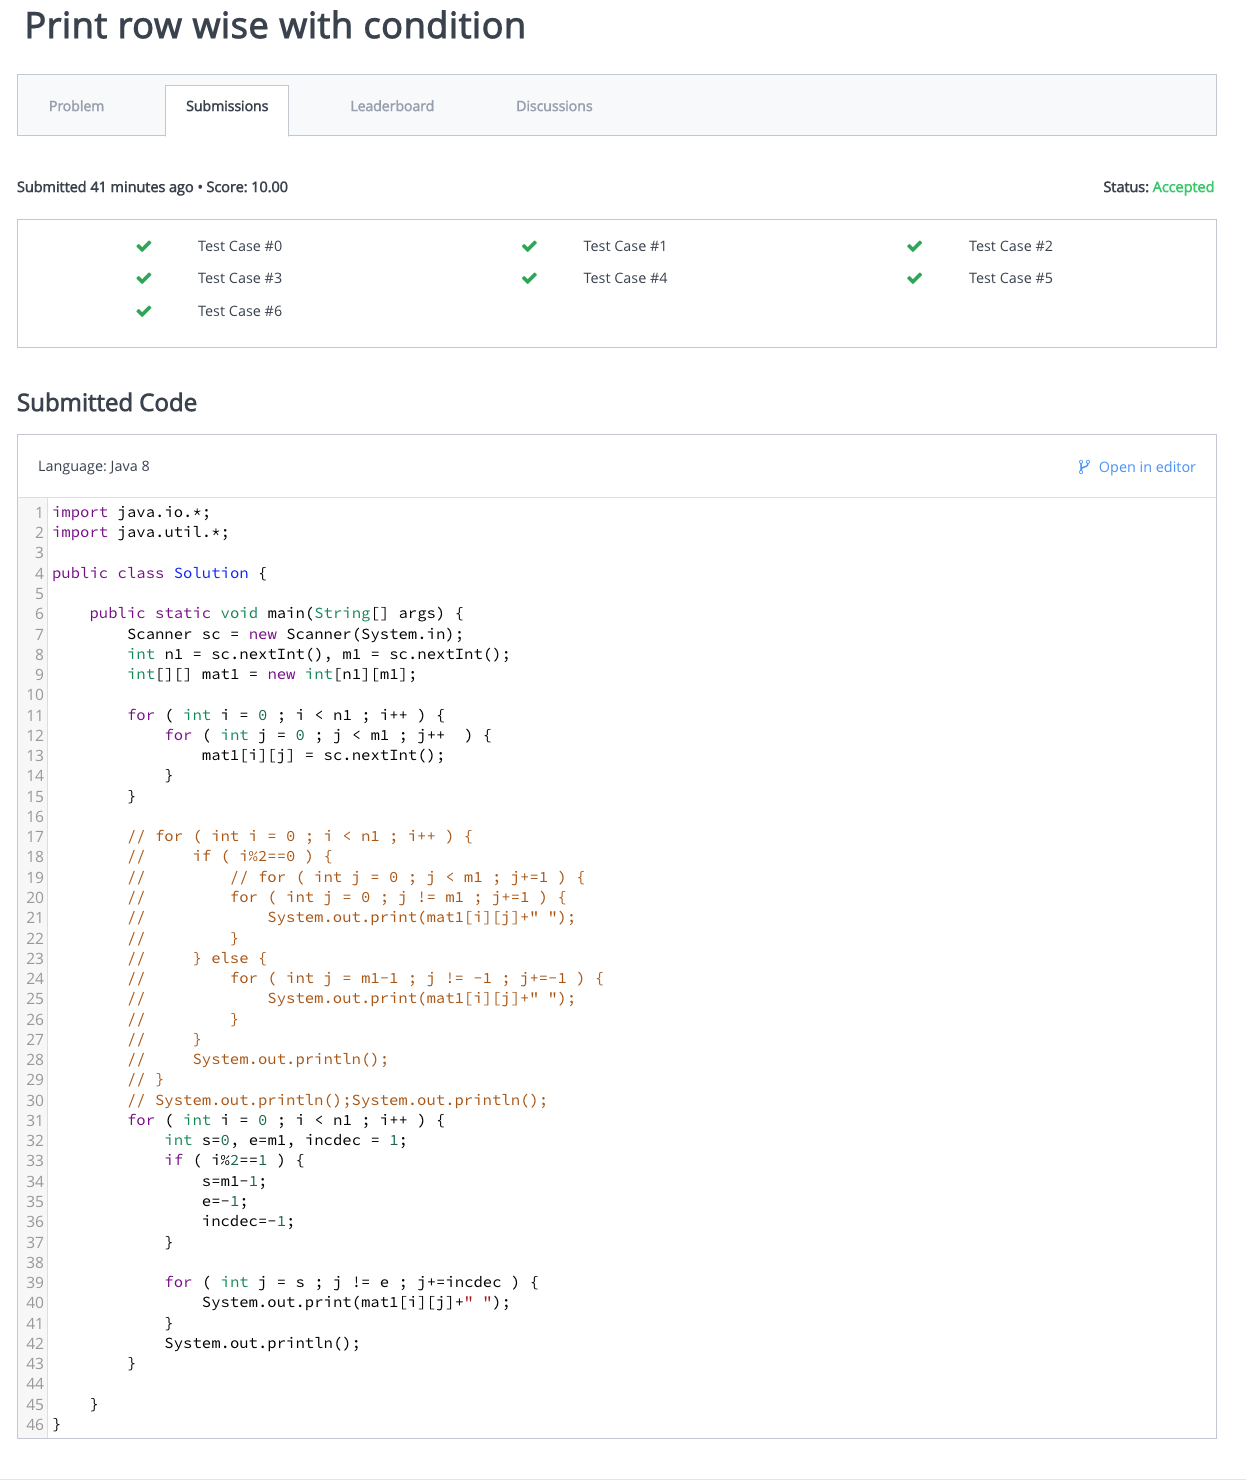 Print row wise with condition
Problem Submissions Leaderboard Discussions
Submitted 41 minutes ago • Score: 10.00 Status: Accepted
Test Case #0 Test Case #1 Test Case #2
Test Case #3 Test Case #4 Test Case #5
Test Case #6
Submitted Code
Language: Java 8 Open in editor
1 import java.io.*;
2 import java.util.*;
3
4 public class Solution {
5
6     public static void main(String[] args) {
7         Scanner sc = new Scanner(System.in);
8         int n1 = sc.nextInt(), m1 = sc.nextInt();
9         int[][] mat1 = new int[n1][m1];
10
11         for ( int i = 0 ; i < n1 ; i++ ) {
12             for ( int j = 0 ; j < m1 ; j++  ) {
13                 mat1[i][j] = sc.nextInt();
14             }
15         }
16
17         // for ( int i = 0 ; i < n1 ; i++ ) {
18         //     if ( i%2==0 ) {
19         //         // for ( int j = 0 ; j < m1 ; j+=1 ) {
20         //         for ( int j = 0 ; j != m1 ; j+=1 ) {
21         //             System.out.print(mat1[i][j]+" ");
22         //         }
23         //     } else {
24         //         for ( int j = m1-1 ; j != -1 ; j+=-1 ) {
25         //             System.out.print(mat1[i][j]+" ");
26         //         }
27         //     }
28         //     System.out.println();
29         // }
30         // System.out.println();System.out.println();
31         for ( int i = 0 ; i < n1 ; i++ ) {
32             int s=0, e=m1, incdec = 1;
33             if ( i%2==1 ) {
34                 s=m1-1;
35                 e=-1;
36                 incdec=-1;
37             }
38
39             for ( int j = s ; j != e ; j+=incdec ) {
40                 System.out.print(mat1[i][j]+" ");
41             }
42             System.out.println();
43         }
44
45     }
46 }